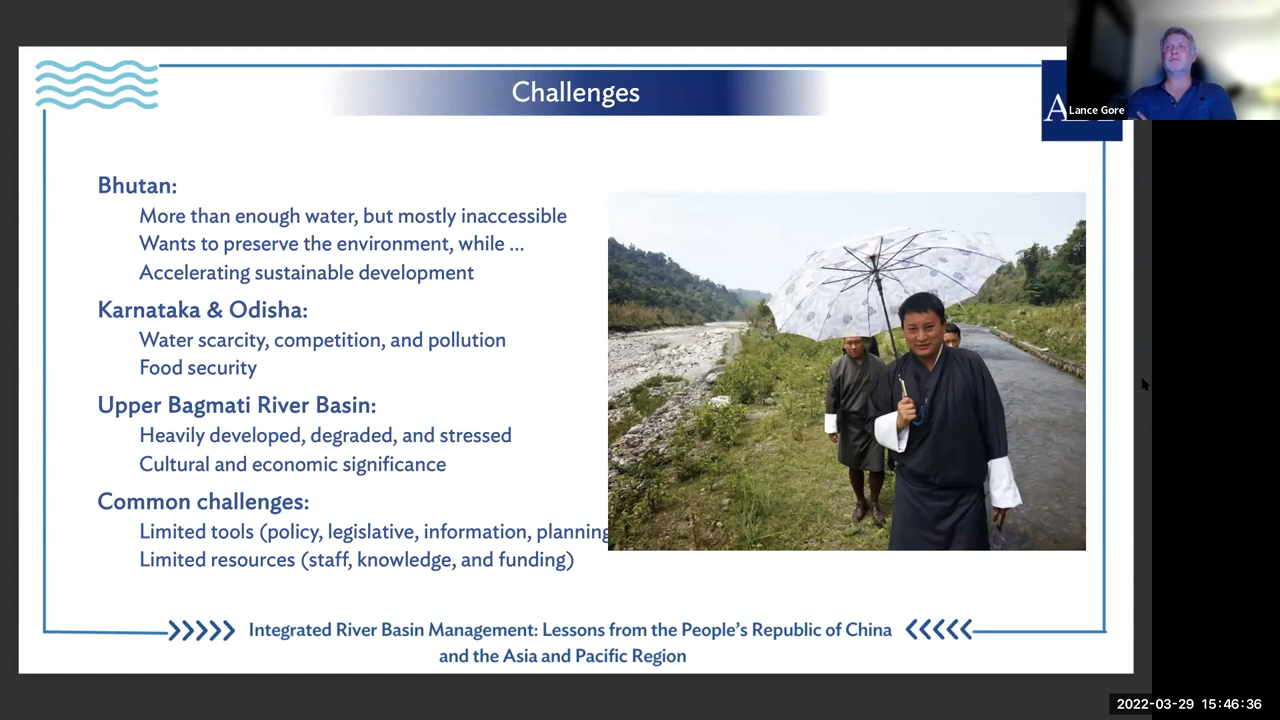 Challenges
Lance Gore
Bhutan:
More than enough water, but mostly inaccessible
Wants to preserve the environment, while ...
Accelerating sustainable development
Karnataka & Odisha:
Water scarcity, competition, and pollution
Food security
Upper Bagmati River Basin:
Heavily developed, degraded, and stressed
Cultural and economic significance
Common challenges:
Limited tools (policy, legislative, information, planning
Limited resources (staff, knowledge, and funding)
Integrated River Basin Management: Lessons from the People's Republic of China
and the Asia and Pacific Region
2022-03-29 15:46:36